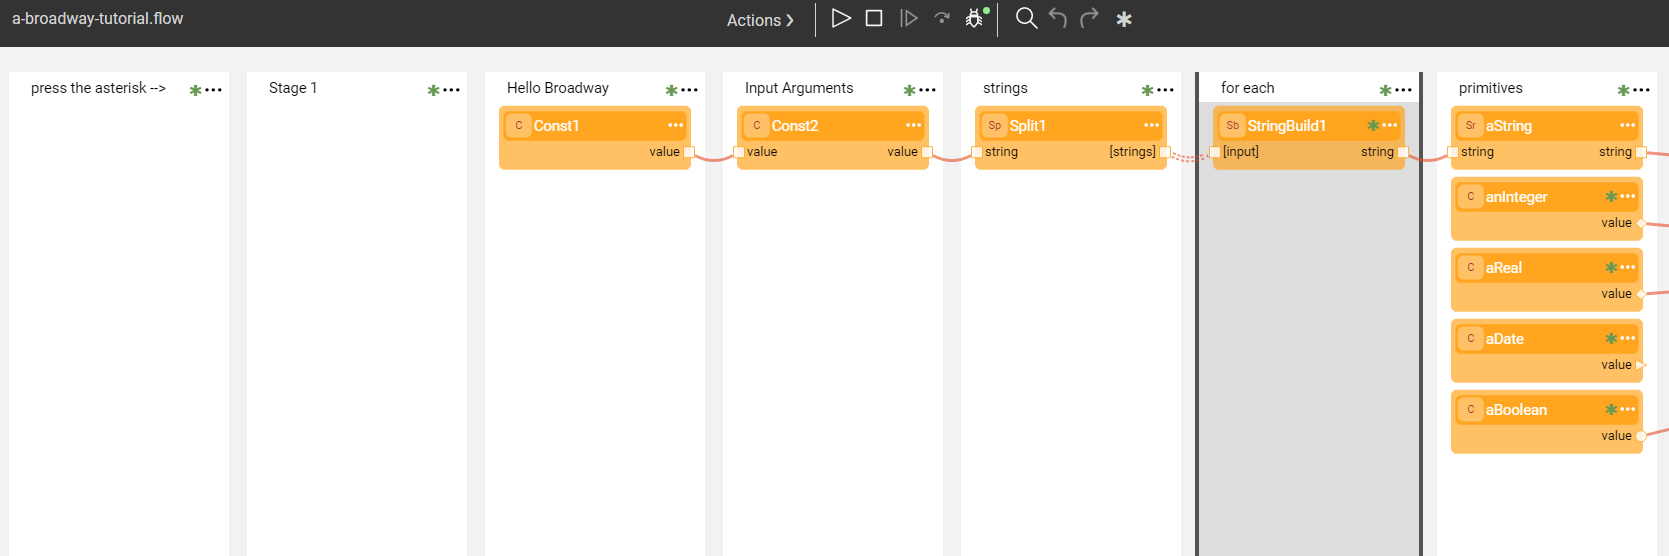 a-broadway-tutorial.flow
Actions
press the asterisk -->
Stage 1
Hello Broadway
C Const1
value
Input Arguments
C Const2
value value
strings
Sp Split1
string [strings]
for each
Sb StringBuild1
[input] string
primitives
Sr aString
string string
C anInteger
value
C aReal
value
C aDate
value
C aBoolean
value